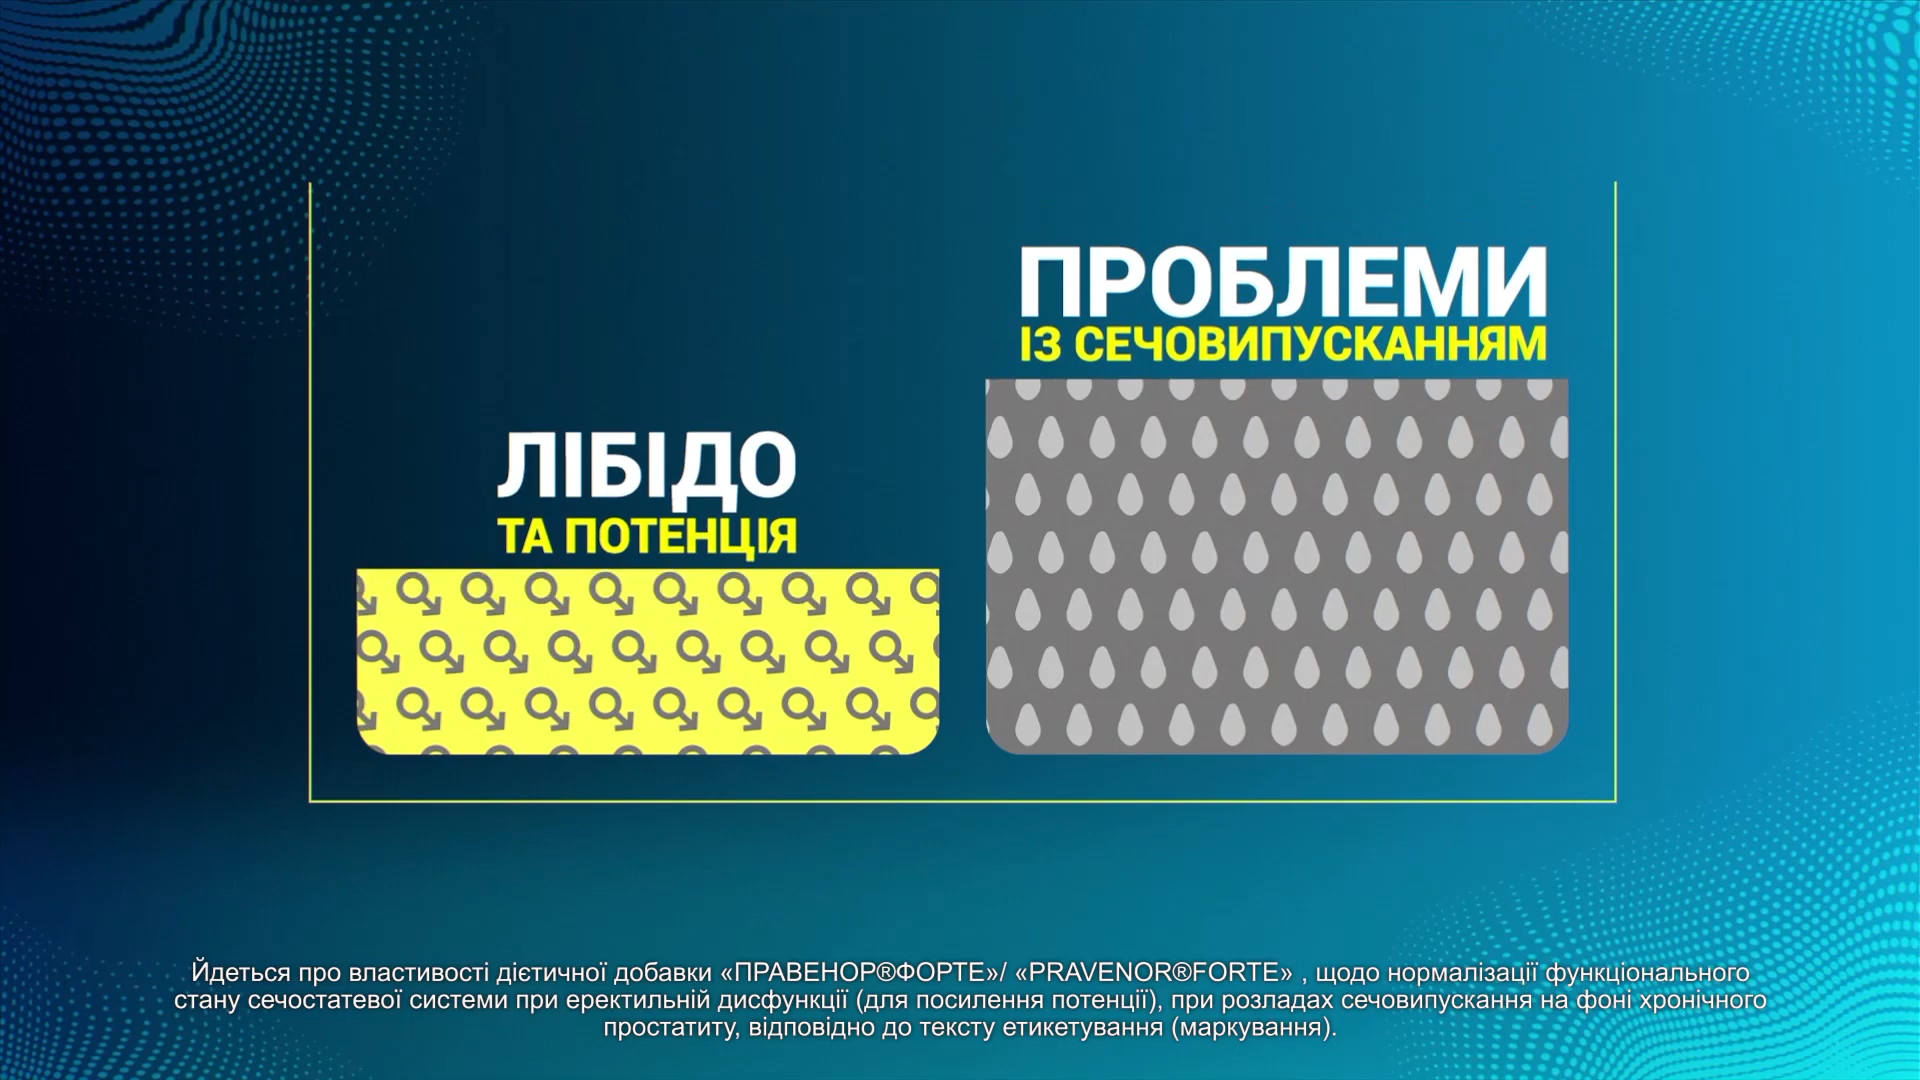 ЛІБІДО
ТА ПОТЕНЦІЯ
ПРОБЛЕМИ
ІЗ СЕЧОВИПУСКАННЯМ
Йдеться про властивості дієтичної добавки «ПРАВЕНОР®ФОРТЕ»/ «PRAVENOR®FORTE» , щодо нормалізації функціонального
стану сечостатевої системи при еректильній дисфункції (для посилення потенції), при розладах сечовипускання на фоні хронічного
простатиту, відповідно до тексту етикетування (маркування).